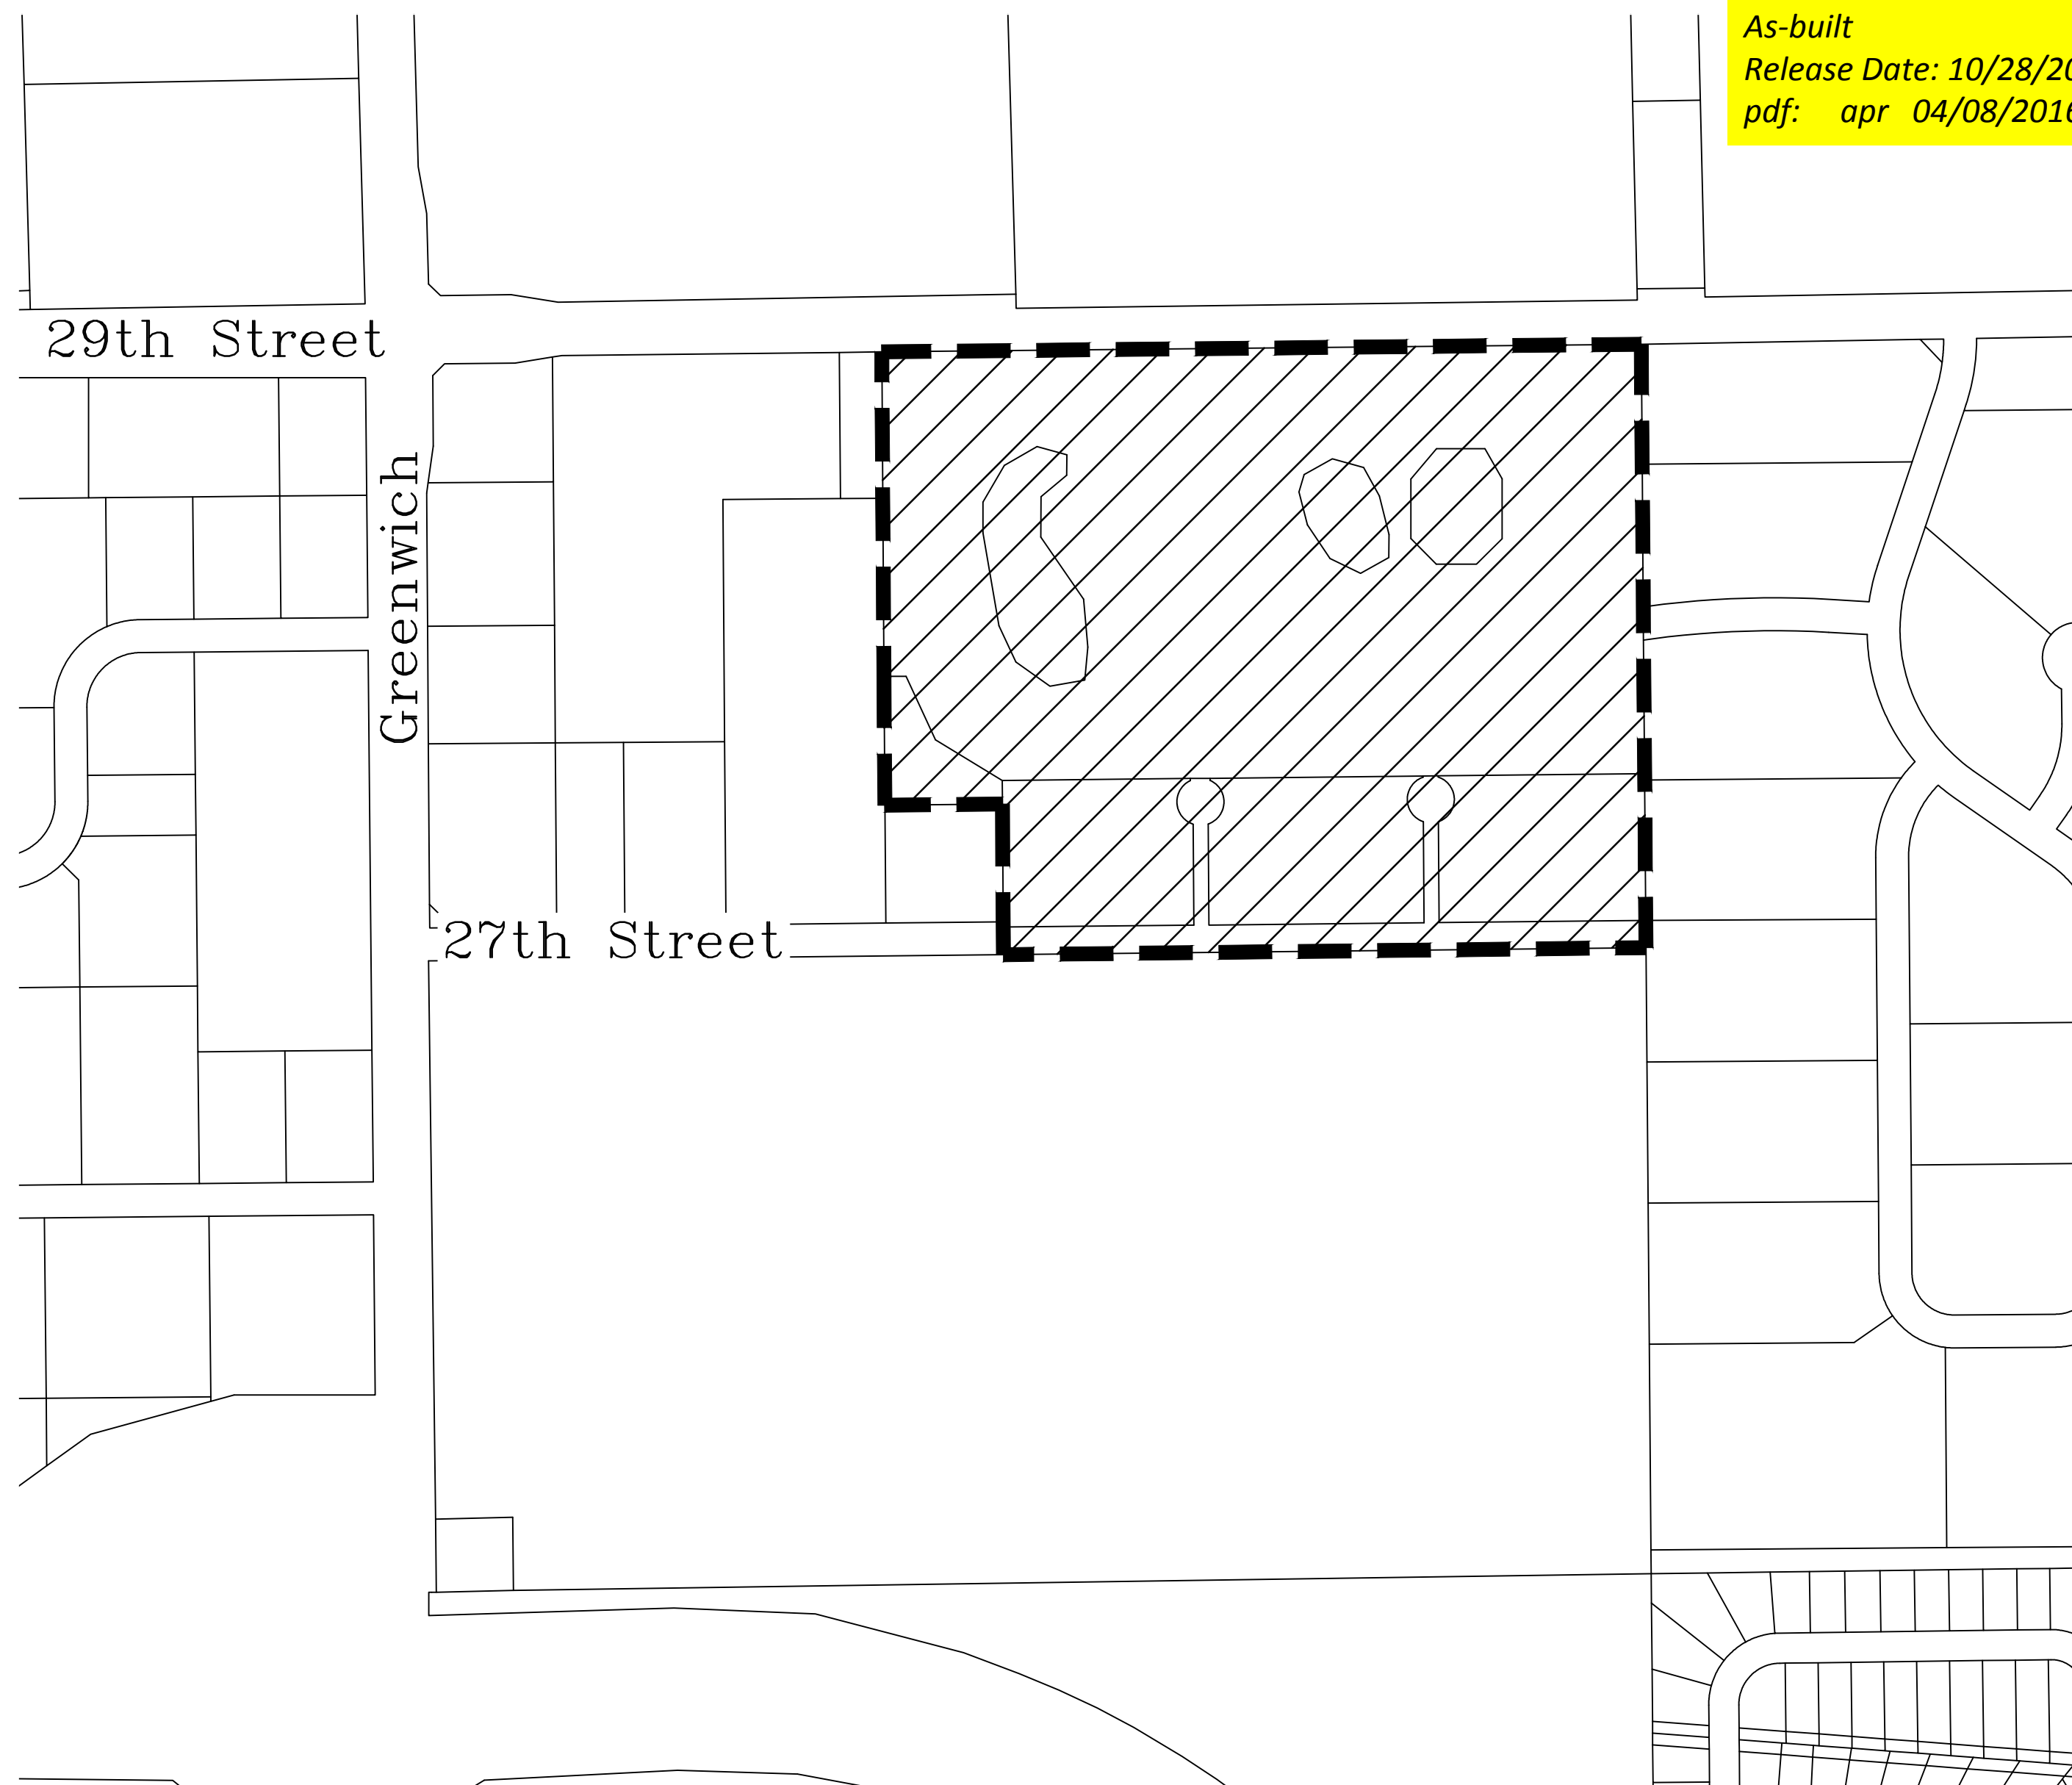 As-built
Release Date: 10/28/20
pdf: apr 04/08/2016
29th Street
Greenwich
27th Street